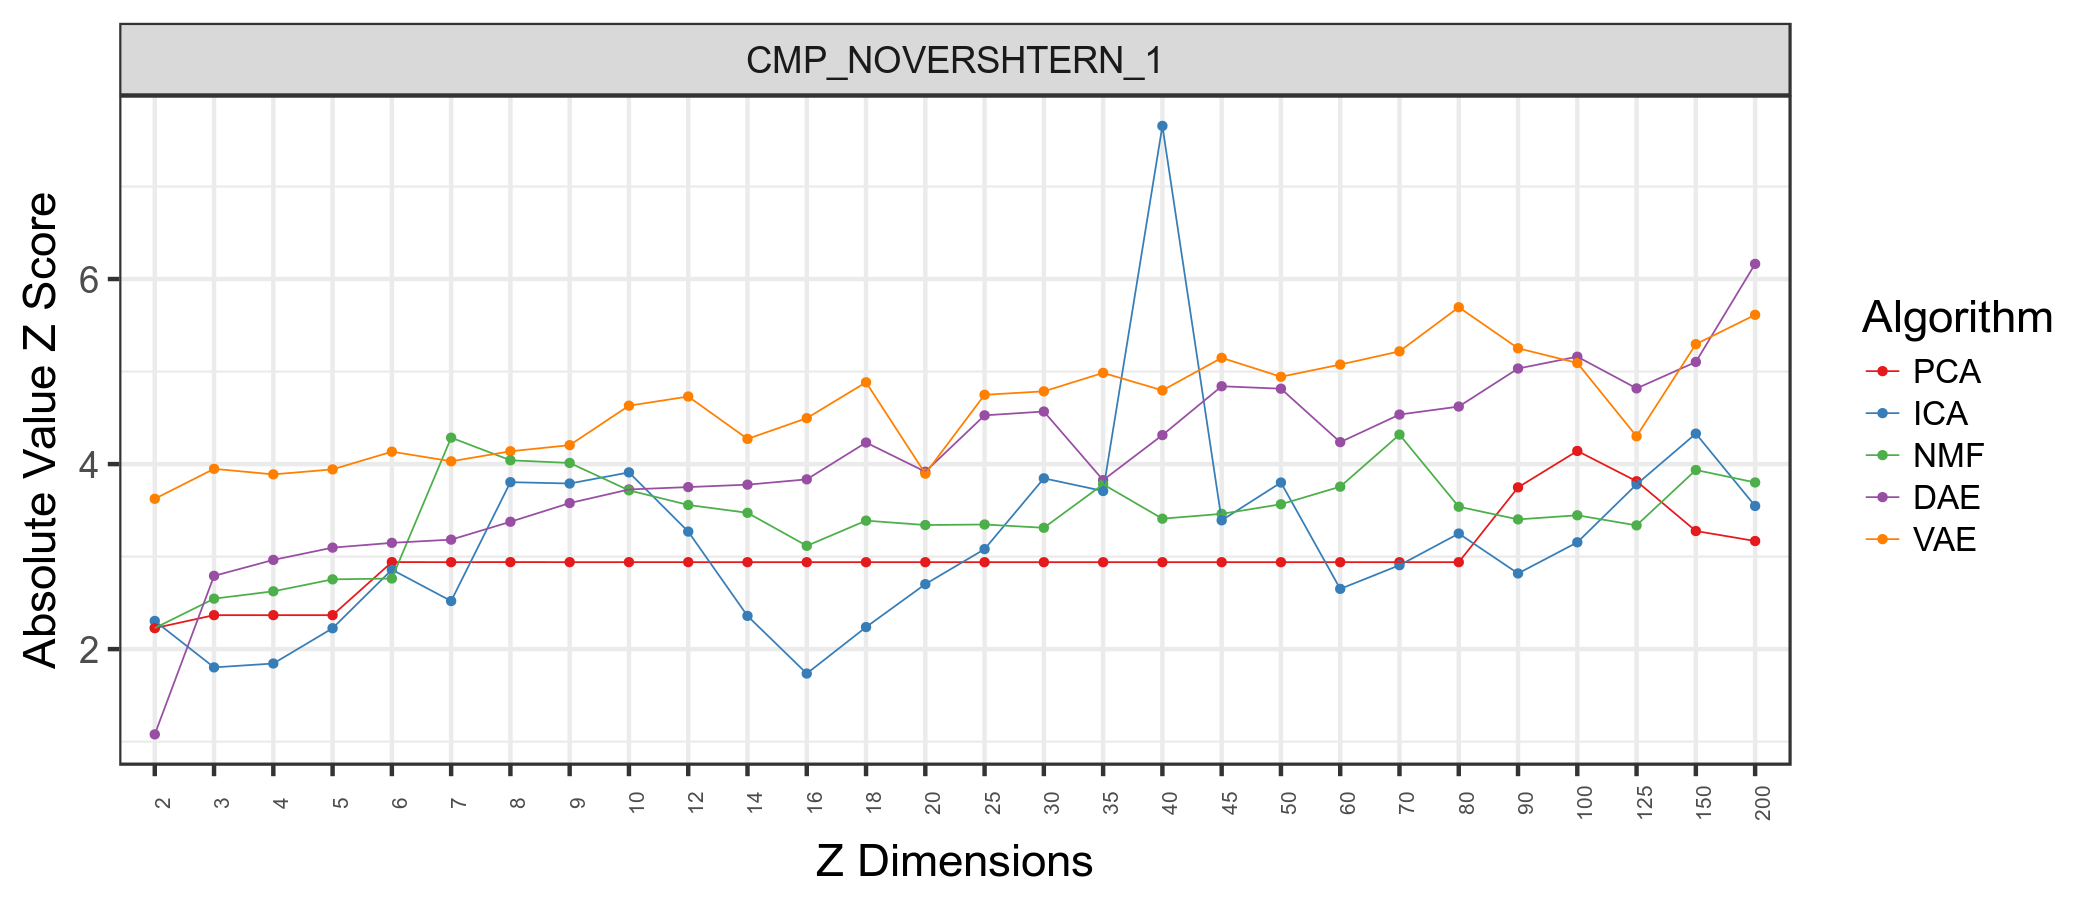 CMP_NOVERSHTERN_1
Absolute Value Z Score
6
4
2
2 3 4 5 6 7 8 9 10 12 14 16 18 20 25 30 35 40 45 50 60 70 80 90 100 125 150 200
Z Dimensions
Algorithm
PCA
ICA
NMF
DAE
VAE